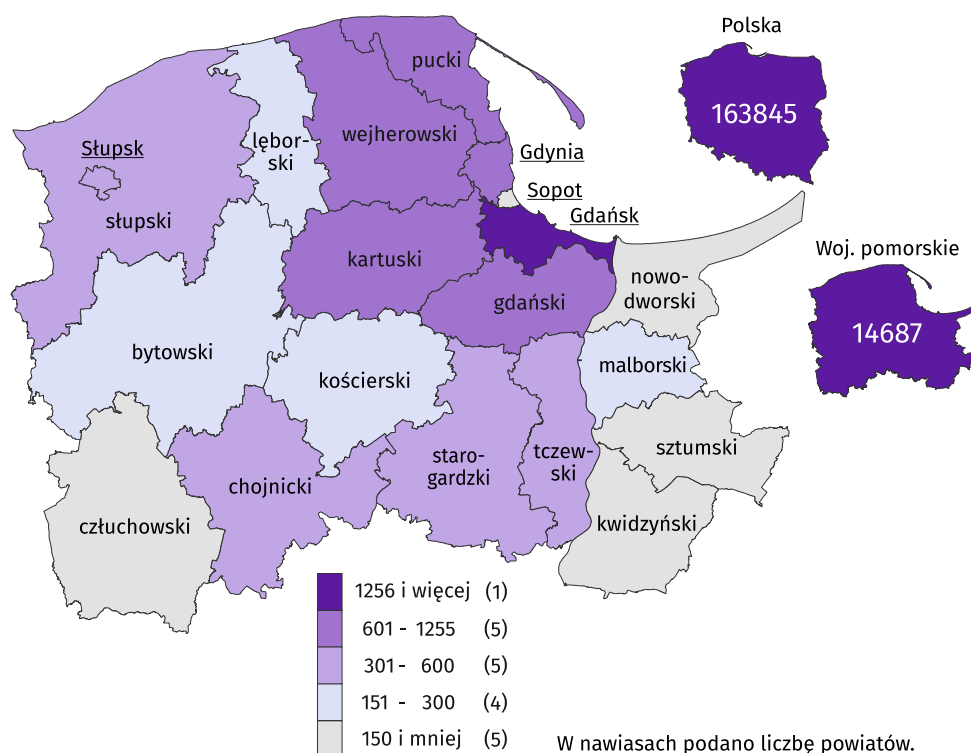 Polska
163845
pucki
wejherowski
lębor-
ski
Słupsk
słupski
Gdynia
Sopot
Gdańsk
kartuski
gdański
nowo-
dworski
Woj. pomorskie
14687
bytowski
kościerski
malborski
staro-
gardzki
tczew-
ski
sztumski
chojnicki
człuchowski
kwidzyński
1256 i więcej (1)
601 - 1255 (5)
301 - 600 (5)
151 - 300 (4)
150 i mniej (5)
W nawiasach podano liczbę powiatów.